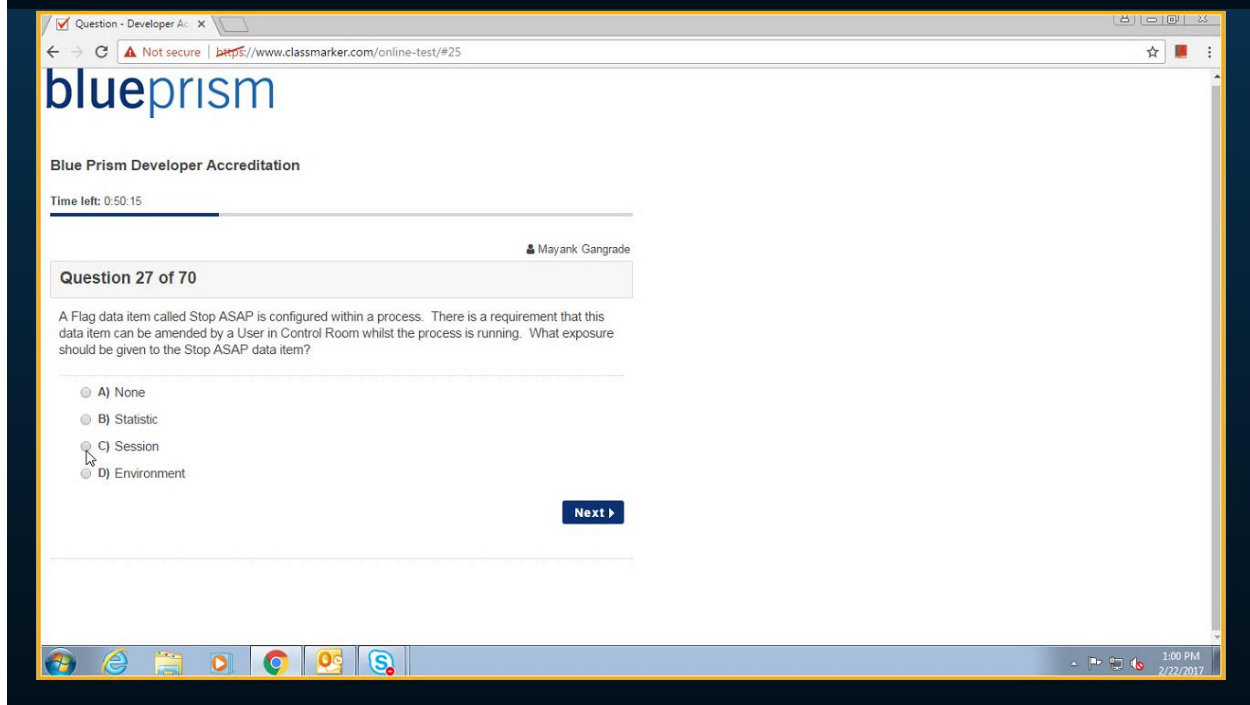 Question - Developer Ac
Not secure | https://www.classmarker.com/online-test/#25
blueprism
Blue Prism Developer Accreditation
Time left: 0:50:15
Mayank Gangrade
Question 27 of 70
A Flag data item called Stop ASAP is configured within a process. There is a requirement that this
data item can be amended by a User in Control Room whilst the process is running. What exposure
should be given to the Stop ASAP data item?
A) None
B) Statistic
C) Session
D) Environment
Next
1:00 PM
2/22/2017